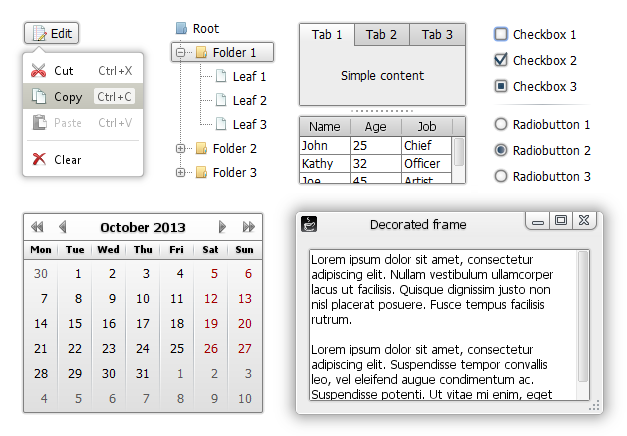 Edit
Cut Ctrl+X
Copy Ctrl+C
Paste Ctrl+V
Clear
Root
Folder 1
Leaf 1
Leaf 2
Leaf 3
Folder 2
Folder 3
Tab 1 Tab 2 Tab 3
Simple content
Name Age Job
John 25 Chief
Kathy 32 Officer
Joe 45 Artist
Checkbox 1
Checkbox 2
Checkbox 3
Radiobutton 1
Radiobutton 2
Radiobutton 3
October 2013
Mon Tue Wed Thu Fri Sat Sun
30 1 2 3 4 5 6
7 8 9 10 11 12 13
14 15 16 17 18 19 20
21 22 23 24 25 26 27
28 29 30 31 1 2 3
4 5 6 7 8 9 10
Decorated frame
Lorem ipsum dolor sit amet, consectetur
adipiscing elit. Nullam vestibulum ullamcorper
lacus ut facilisis. Quisque dignissim justo non
nisl placerat posuere. Fusce tempus facilisis
rutrum.
Lorem ipsum dolor sit amet, consectetur
adipiscing elit. Suspendisse tempor convallis
leo, vel eleifend augue condimentum ac.
Suspendisse potenti. Ut vitae mi enim, eget